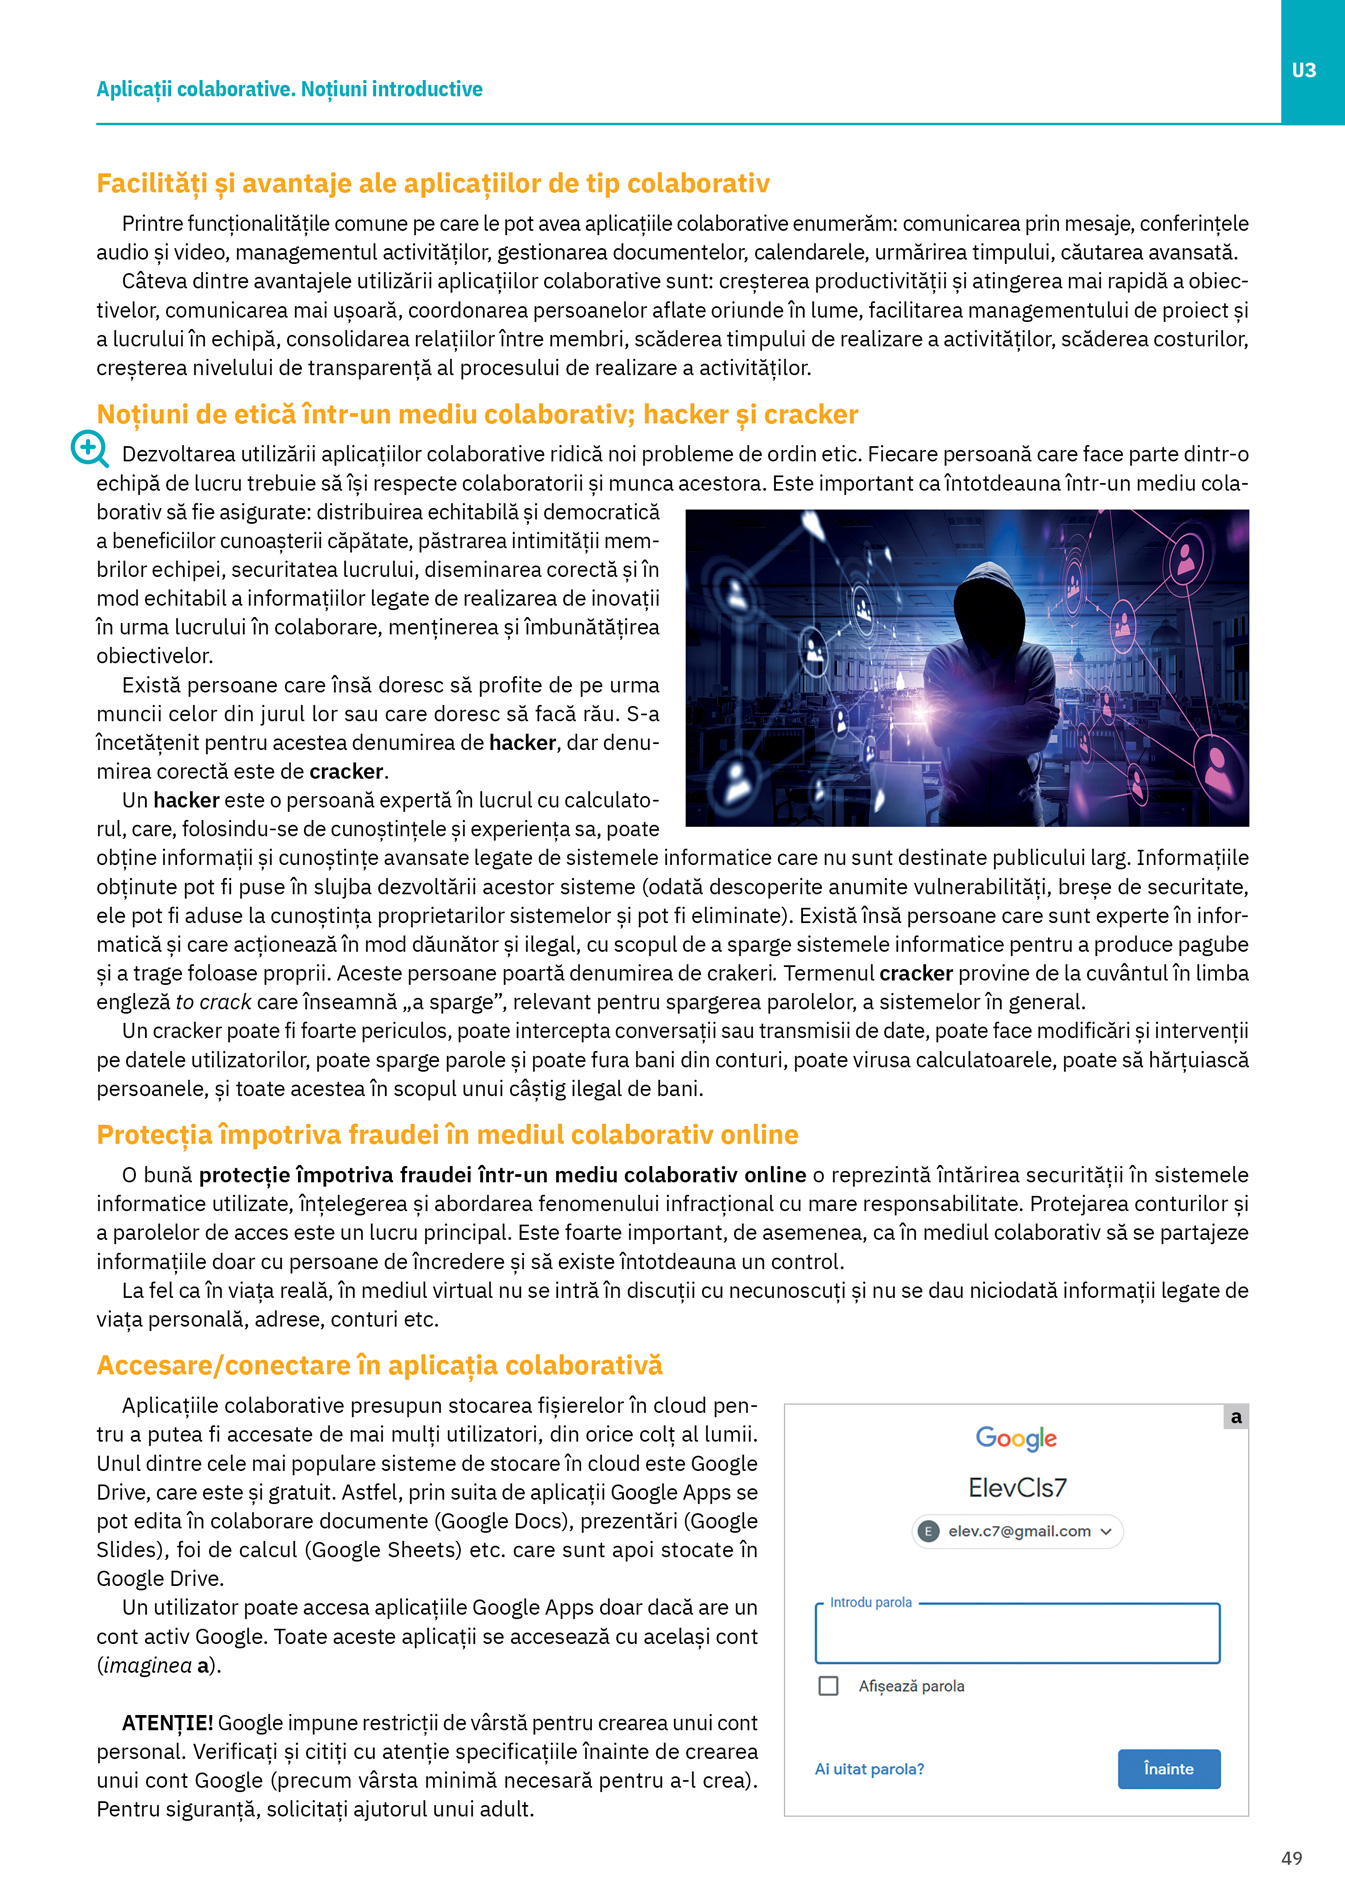 U3
Aplicații colaborative. Noțiuni introductive
Facilități și avantaje ale aplicațiilor de tip colaborativ
Printre funcționalitățile comune pe care le pot avea aplicațiile colaborative enumerăm: comunicarea prin mesaje, conferințele
audio și video, managementul activităților, gestionarea documentelor, calendarele, urmărirea timpului, căutarea avansată.
Câteva dintre avantajele utilizării aplicațiilor colaborative sunt: creșterea productivității și atingerea mai rapidă a obiec-
tivelor, comunicarea mai ușoară, coordonarea persoanelor aflate oriunde în lume, facilitarea managementului de proiect și
a lucrului în echipă, consolidarea relațiilor între membri, scăderea timpului de realizare a activităților, scăderea costurilor,
creșterea nivelului de transparență al procesului de realizare a activităților.
Noțiuni de etică într-un mediu colaborativ; hacker și cracker
Dezvoltarea utilizării aplicațiilor colaborative ridică noi probleme de ordin etic. Fiecare persoană care face parte dintr-o
echipă de lucru trebuie să își respecte colaboratorii și munca acestora. Este important ca întotdeauna într-un mediu cola-
borativ să fie asigurate: distribuirea echitabilă și democratică
a beneficiilor cunoașterii căpătate, păstrarea intimității mem-
brilor echipei, securitatea lucrului, diseminarea corectă și în
mod echitabil a informațiilor legate de realizarea de inovații
în urma lucrului în colaborare, menținerea și îmbunătățirea
obiectivelor.
Există persoane care însă doresc să profite de pe urma
muncii celor din jurul lor sau care doresc să facă rău. S-a
încetățenit pentru acestea denumirea de hacker, dar denu-
mirea corectă este de cracker.
Un hacker este o persoană expertă în lucrul cu calculato-
rul, care, folosindu-se de cunoștințele și experiența sa, poate
obține informații și cunoștințe avansate legate de sistemele informatice care nu sunt destinate publicului larg. Informațiile
obținute pot fi puse în slujba dezvoltării acestor sisteme (odată descoperite anumite vulnerabilități, breșe de securitate,
ele pot fi aduse la cunoștința proprietarilor sistemelor și pot fi eliminate). Există însă persoane care sunt experte în infor-
matică și care acționează în mod dăunător și ilegal, cu scopul de a sparge sistemele informatice pentru a produce pagube
și a trage foloase proprii. Aceste persoane poartă denumirea de crakeri. Termenul cracker provine de la cuvântul în limba
engleză to crack care înseamnă „a sparge”, relevant pentru spargerea parolelor, a sistemelor în general.
Un cracker poate fi foarte periculos, poate intercepta conversații sau transmisii de date, poate face modificări și intervenții
pe datele utilizatorilor, poate sparge parole și poate fura bani din conturi, poate virusa calculatoarele, poate să hărțuiască
persoanele, și toate acestea în scopul unui câștig ilegal de bani.
Protecția împotriva fraudei în mediul colaborativ online
O bună protecție împotriva fraudei într-un mediu colaborativ online o reprezintă întărirea securității în sistemele
informatice utilizate, înțelegerea și abordarea fenomenului infracțional cu mare responsabilitate. Protejarea conturilor și
a parolelor de acces este un lucru principal. Este foarte important, de asemenea, ca în mediul colaborativ să se partajeze
informațiile doar cu persoane de încredere și să existe întotdeauna un control.
La fel ca în viața reală, în mediul virtual nu se intră în discuții cu necunoscuți și nu se dau niciodată informații legate de
viața personală, adrese, conturi etc.
Accesare/conectare în aplicația colaborativă
Aplicațiile colaborative presupun stocarea fișierelor în cloud pen-
tru a putea fi accesate de mai mulți utilizatori, din orice colț al lumii.
Unul dintre cele mai populare sisteme de stocare în cloud este Google
Drive, care este și gratuit. Astfel, prin suita de aplicații Google Apps se
pot edita în colaborare documente (Google Docs), prezentări (Google
Slides), foi de calcul (Google Sheets) etc. care sunt apoi stocate în
Google Drive.
Un utilizator poate accesa aplicațiile Google Apps doar dacă are un
cont activ Google. Toate aceste aplicații se accesează cu același cont
(imaginea a).
ATENȚIE! Google impune restricții de vârstă pentru crearea unui cont
personal. Verificați și citiți cu atenție specificațiile înainte de crearea
unui cont Google (precum vârsta minimă necesară pentru a-l crea).
Pentru siguranță, solicitați ajutorul unui adult.
a
Google
ElevCls7
E elev.c7@gmail.com
Introdu parola
Afișează parola
Ai uitat parola?
Înainte
49